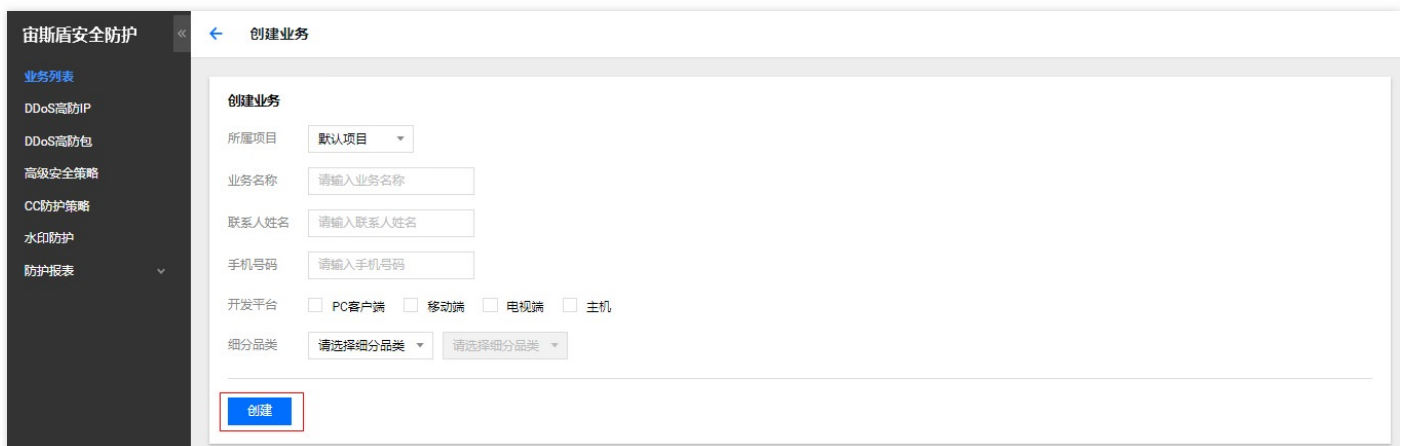 宙斯盾安全防护 «
← 创建业务
业务列表
DDoS高防IP
DDoS高防包
高级安全策略
CC防护策略
水印防护
防护报表
创建业务
所属项目 默认项目
业务名称 请输入业务名称
联系人姓名 请输入联系人姓名
手机号码 请输入手机号码
开发平台 PC客户端 移动端 电视端 主机
细分品类 请选择细分品类 请选择细分品类
创建